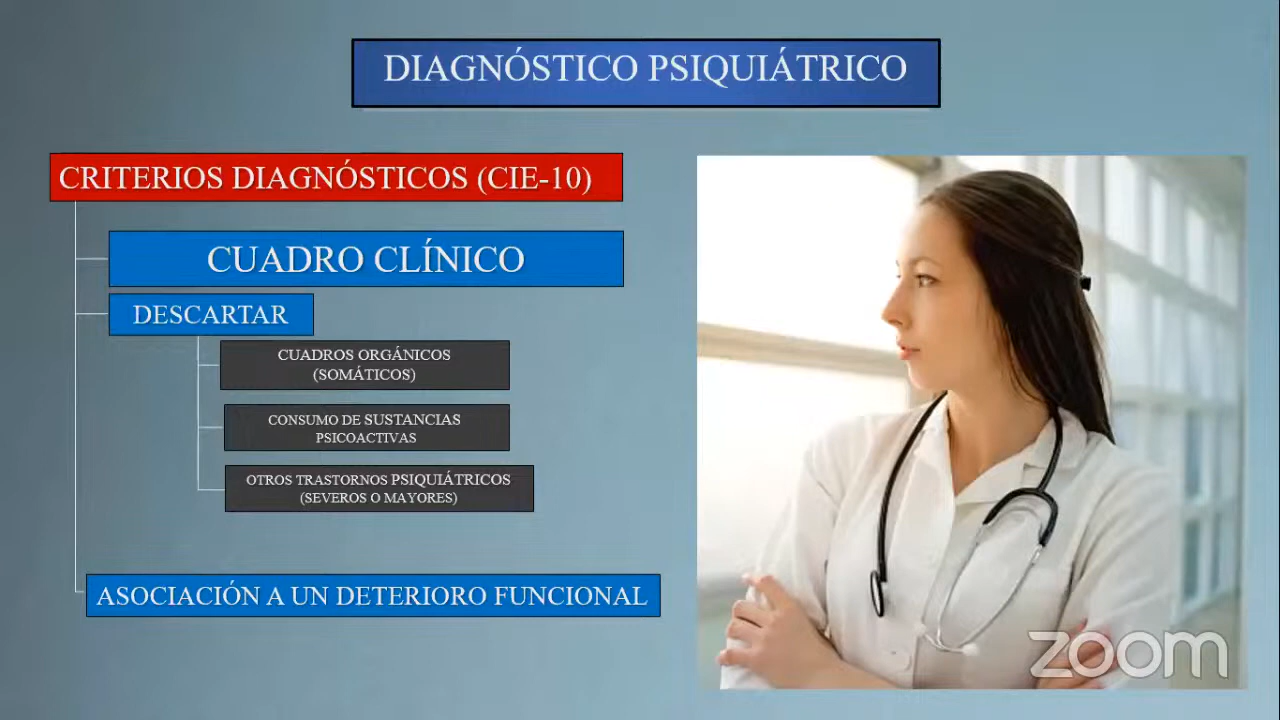 DIAGNÓSTICO PSIQUIÁTRICO
CRITERIOS DIAGNÓSTICOS (CIE-10)
CUADRO CLÍNICO
DESCARTAR
CUADROS ORGÁNICOS
(SOMÁTICOS)
CONSUMO DE SUSTANCIAS
PSICOACTIVAS
OTROS TRASTORNOS PSIQUIÁTRICOS
(SEVEROS O MAYORES)
ASOCIACIÓN A UN DETERIORO FUNCIONAL
zoom